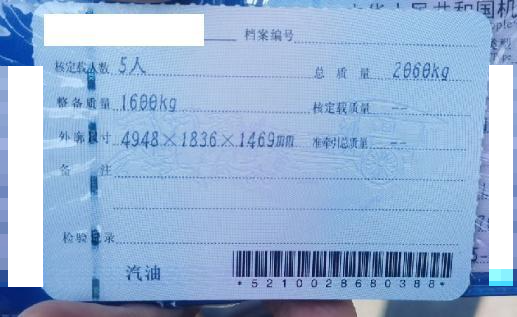 档案编号
核定载人数 5人 总质量 2060kg
整备质量 1600kg 核定载质量 --
外廓尺寸 4948×1836×1469mm 准牵引总质量 --
备注
检验记录
汽油
*5210028680388*